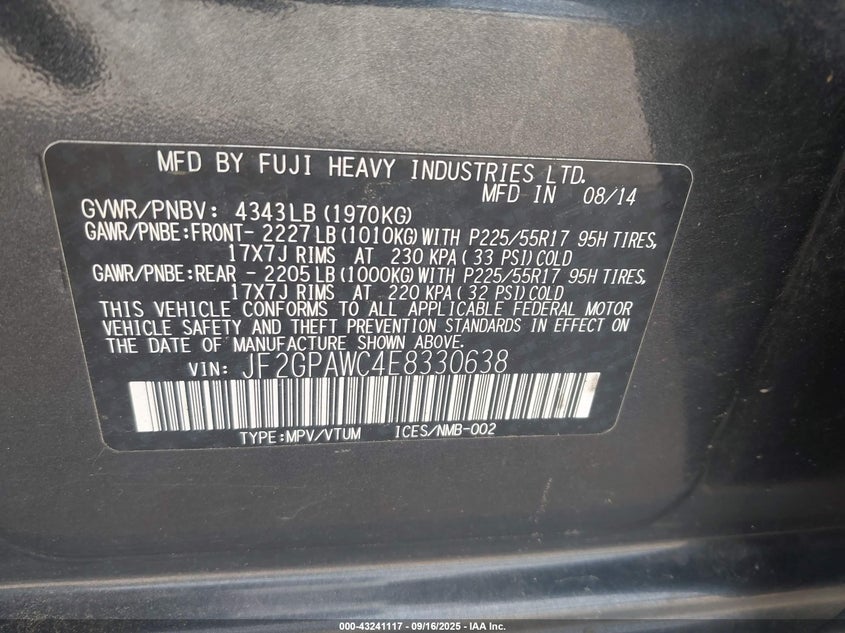 MFD BY FUJI HEAVY INDUSTRIES LTD.
MFD IN 08/14
GVWR/PNBV: 4343LB (1970KG)
GAWR/PNBE:FRONT- 2227LB (1010KG) WITH P225/55R17 95H TIRES,
17X7J RIMS AT 230 KPA ( 33 PSI) COLD
GAWR/PNBE:REAR - 2205LB (1000KG) WITH P225/55R17 95H TIRES,
17X7J RIMS AT 220 KPA ( 32 PSI) COLD
THIS VEHICLE CONFORMS TO ALL APPLICABLE FEDERAL MOTOR
VEHICLE SAFETY AND THEFT PREVENTION STANDARDS IN EFFECT ON
THE DATE OF MANUFACTURE SHOWN ABOVE.
VIN: JF2GPAWC4E8330638
TYPE:MPV/VTUM ICES/NMB-002
000-43241117 - 09/16/2025 - IAA Inc.